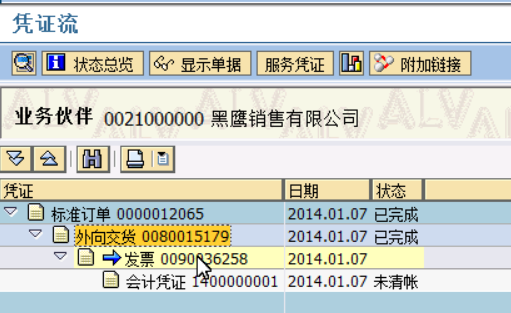 凭证流
状态总览 显示单据 服务凭证 附加链接
业务伙伴 0021000000 黑鹰销售有限公司
凭证 日期 状态
标准订单 0000012065 2014.01.07 已完成
外向交货 0080015179 2014.01.07 已完成
发票 0090036258 2014.01.07
会计凭证 1400000001 2014.01.07 未清帐